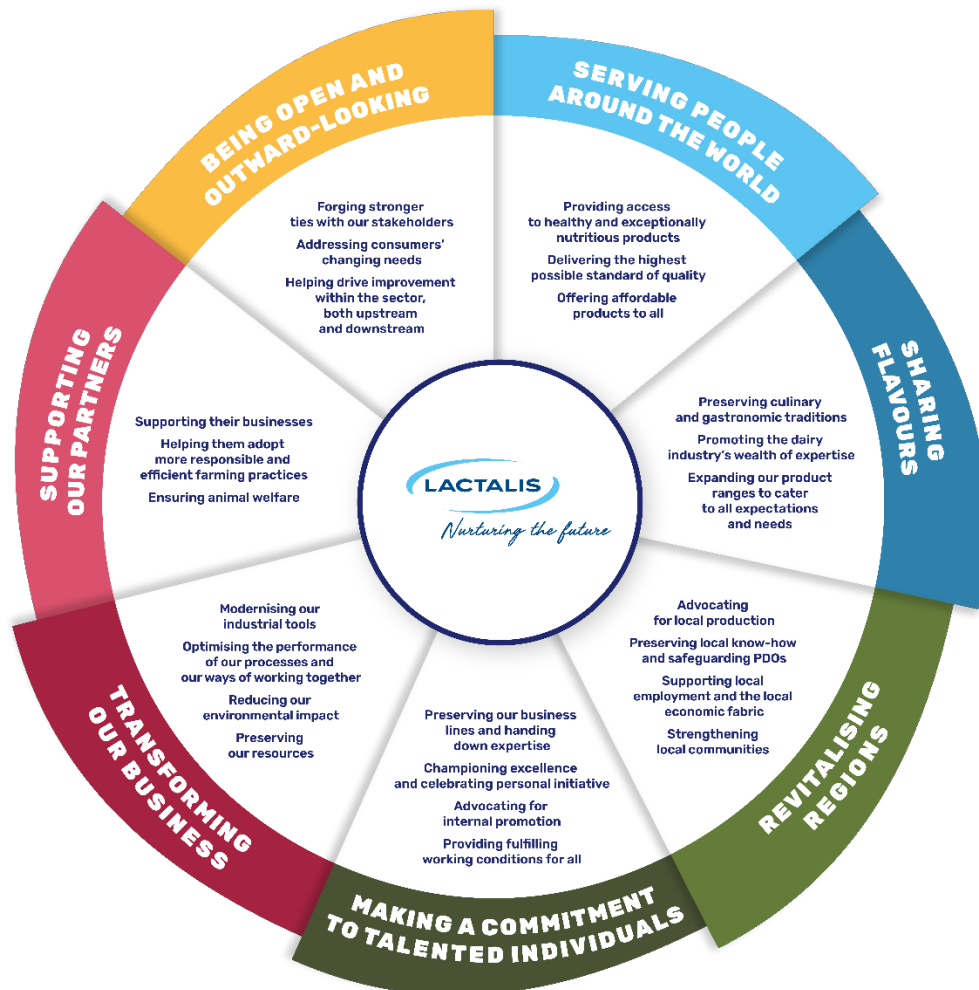 BEING OPEN AND
OUTWARD-LOOKING
Forging stronger
ties with our stakeholders
Addressing consumers'
changing needs
Helping drive improvement
within the sector,
both upstream
and downstream
SERVING PEOPLE
AROUND THE WORLD
Providing access
to healthy and exceptionally
nutritious products
Delivering the highest
possible standard of quality
Offering affordable
products to all
SHARING
FLAVOURS
Preserving culinary
and gastronomic traditions
Promoting the dairy
industry's wealth of expertise
Expanding our product
ranges to cater
to all expectations
and needs
REVITALISING
REGIONS
Advocating
for local production
Preserving local know-how
and safeguarding PDOs
Supporting local
employment and the local
economic fabric
Strengthening
local communities
MAKING A COMMITMENT
TO TALENTED INDIVIDUALS
Preserving our business
lines and handing
down expertise
Championing excellence
and celebrating personal initiative
Advocating for
internal promotion
Providing fulfilling
working conditions for all
TRANSFORMING
OUR BUSINESS
Modernising our
industrial tools
Optimising the performance
of our processes and
our ways of working together
Reducing our
environmental impact
Preserving
our resources
SUPPORTING
OUR PARTNERS
Supporting their businesses
Helping them adopt
more responsible and
efficient farming practices
Ensuring animal welfare
LACTALIS
Nurturing the future